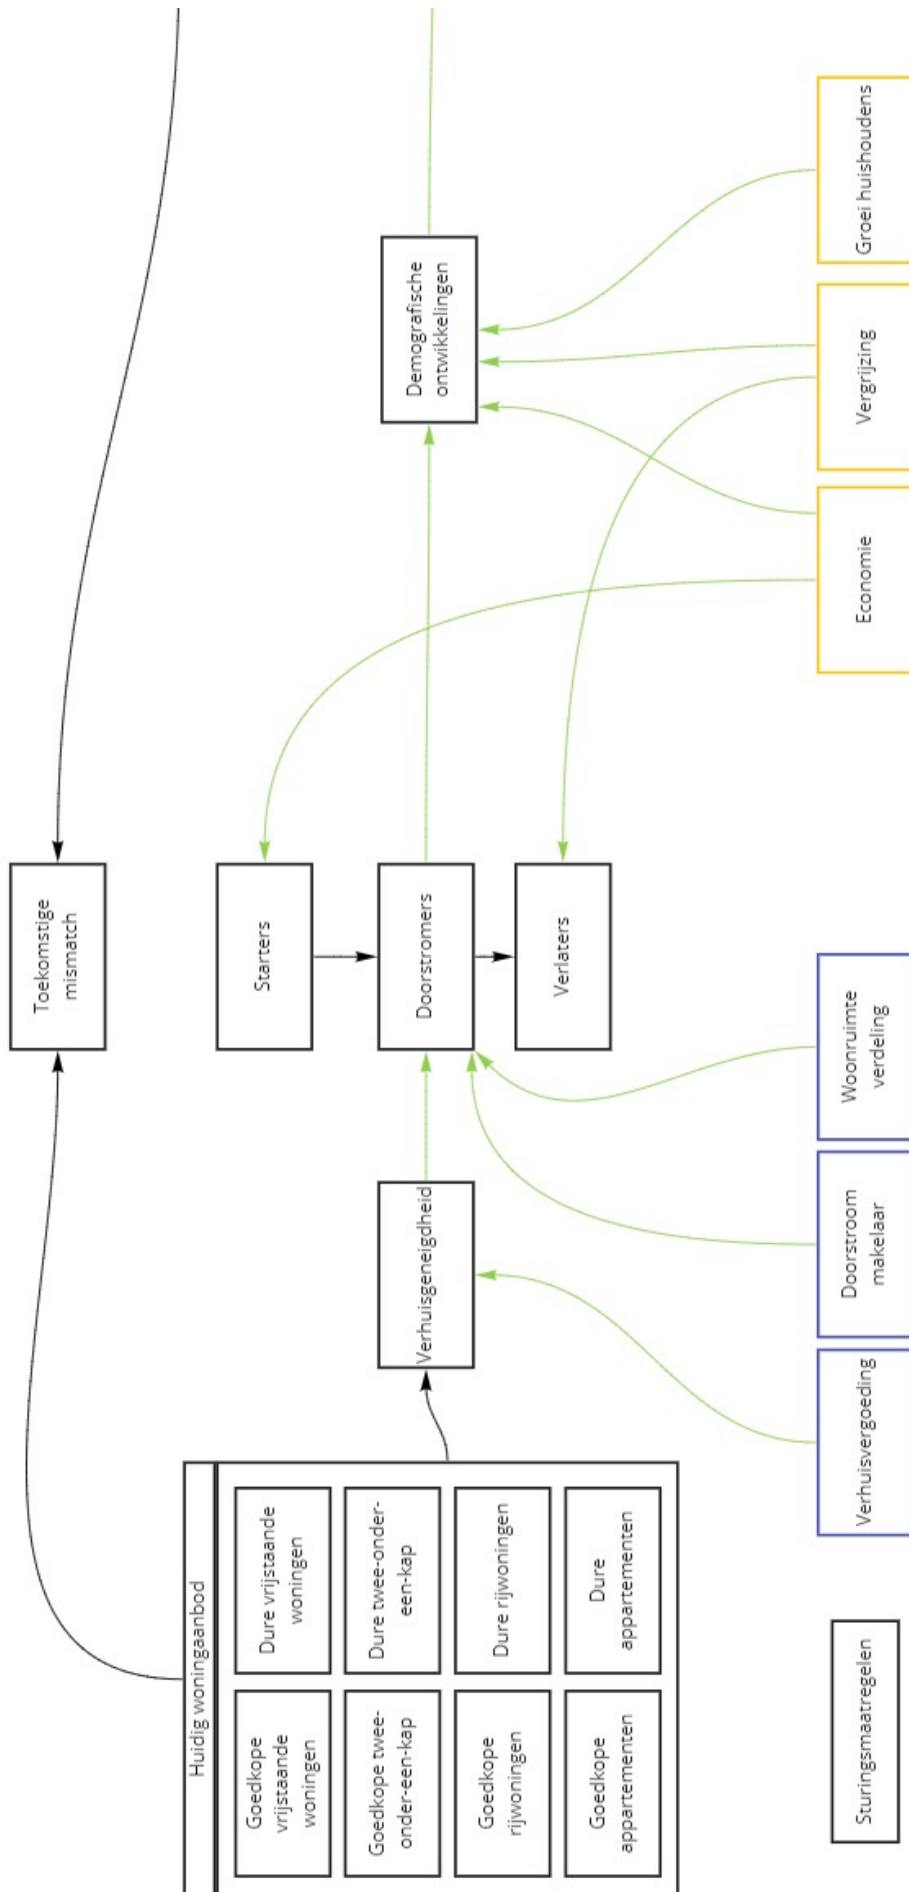 Toekomstige
mismatch
Huidig woningaanbod
Goedkope
vrijstaande
woningen
Dure vrijstaande
woningen
Goedkope twee-
onder-een-kap
Dure twee-onder-
een-kap
Goedkope
rijwoningen
Dure rijwoningen
Goedkope
appartementen
Dure
appartementen
Verhuisgeneigdheid
Starters
Doorstromers
Verlaters
Demografische
ontwikkelingen
Sturingsmaatregelen
Verhuisvergoeding
Doorstroom
makelaar
Woonruimte
verdeling
Economie
Vergrijzing
Groei huishoudens